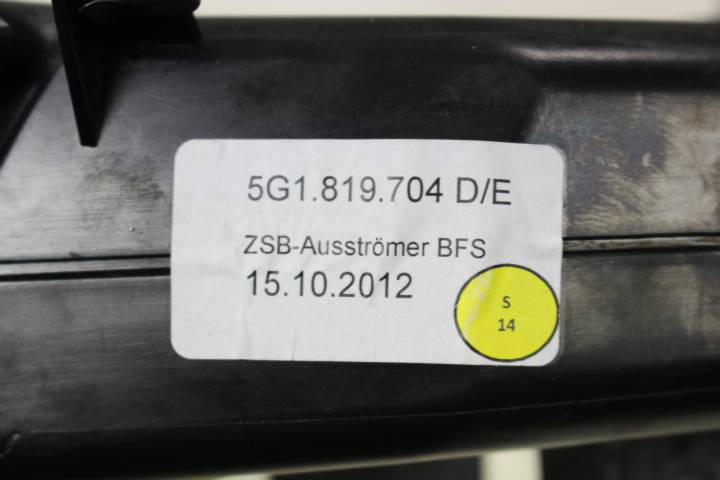 5G1.819.704 D/E
ZSB-Ausströmer BFS
15.10.2012
S
14